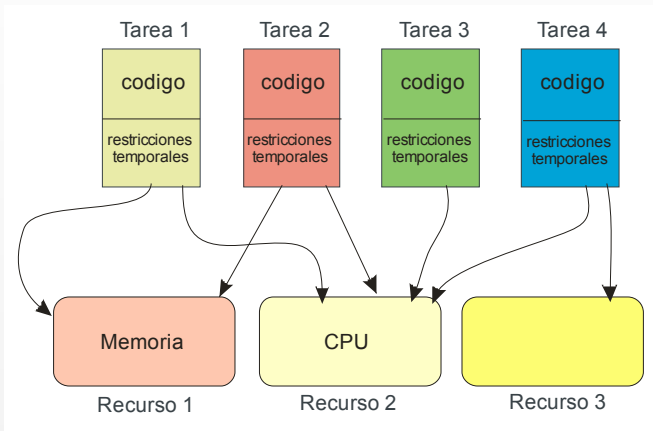 Tarea 1
Tarea 2
Tarea 3
Tarea 4
codigo
codigo
codigo
codigo
restricciones
temporales
restricciones
temporales
restricciones
temporales
restricciones
temporales
Memoria
CPU
Recurso 1
Recurso 2
Recurso 3